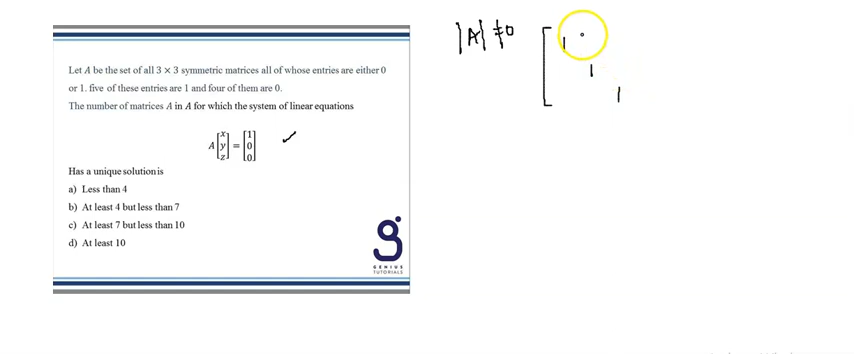 Let A be the set of all 3 × 3 symmetric matrices all of whose entries are either 0
or 1. five of these entries are 1 and four of them are 0.
The number of matrices A in A for which the system of linear equations
A[x y z] = [1 0 0]
Has a unique solution is
a) Less than 4
b) At least 4 but less than 7
c) At least 7 but less than 10
d) At least 10
GENIUS
TUTORIALS
|A| ≠ 0
[1
1
1